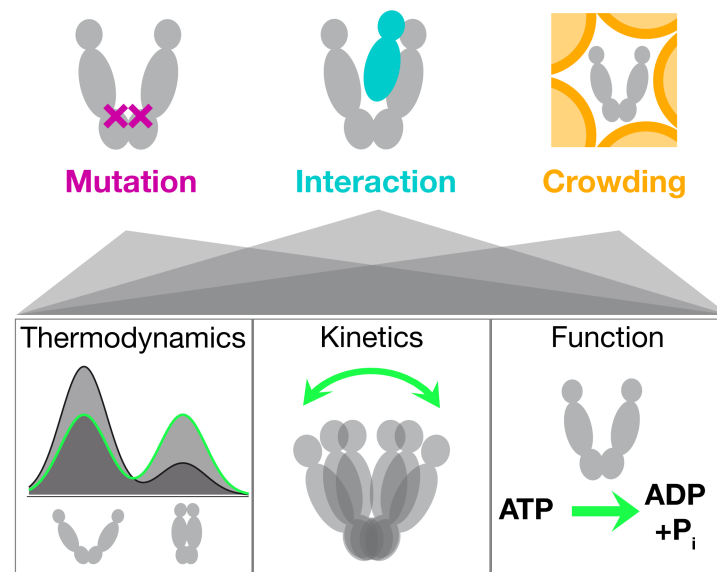 Mutation
Interaction
Crowding
Thermodynamics
Kinetics
Function
ATP
ADP
+Pi